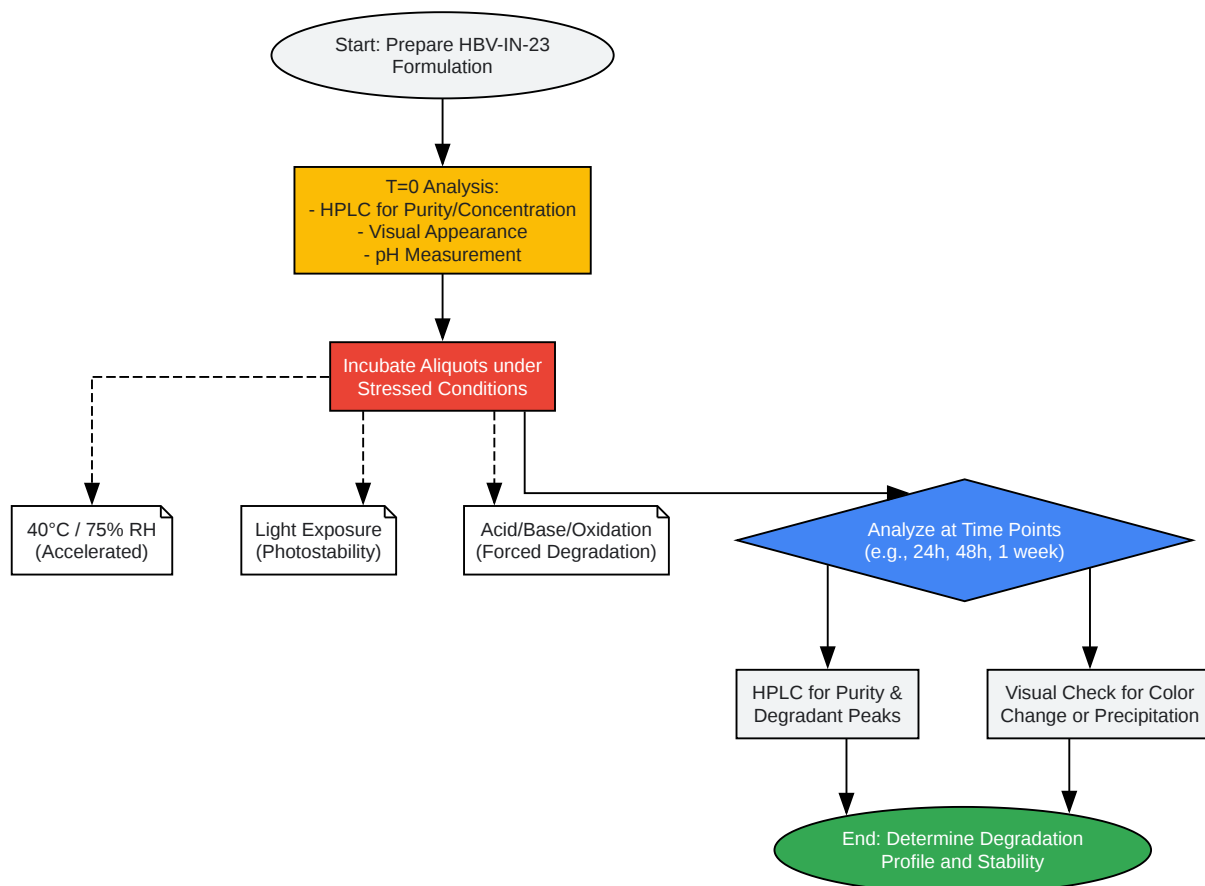 Start: Prepare HBV-IN-23
Formulation
T=0 Analysis:
- HPLC for Purity/Concentration
- Visual Appearance
- pH Measurement
Incubate Aliquots under
Stressed Conditions
40°C / 75% RH
(Accelerated)
Light Exposure
(Photostability)
Acid/Base/Oxidation
(Forced Degradation)
Analyze at Time Points
(e.g., 24h, 48h, 1 week)
HPLC for Purity &
Degradant Peaks
Visual Check for Color
Change or Precipitation
End: Determine Degradation
Profile and Stability